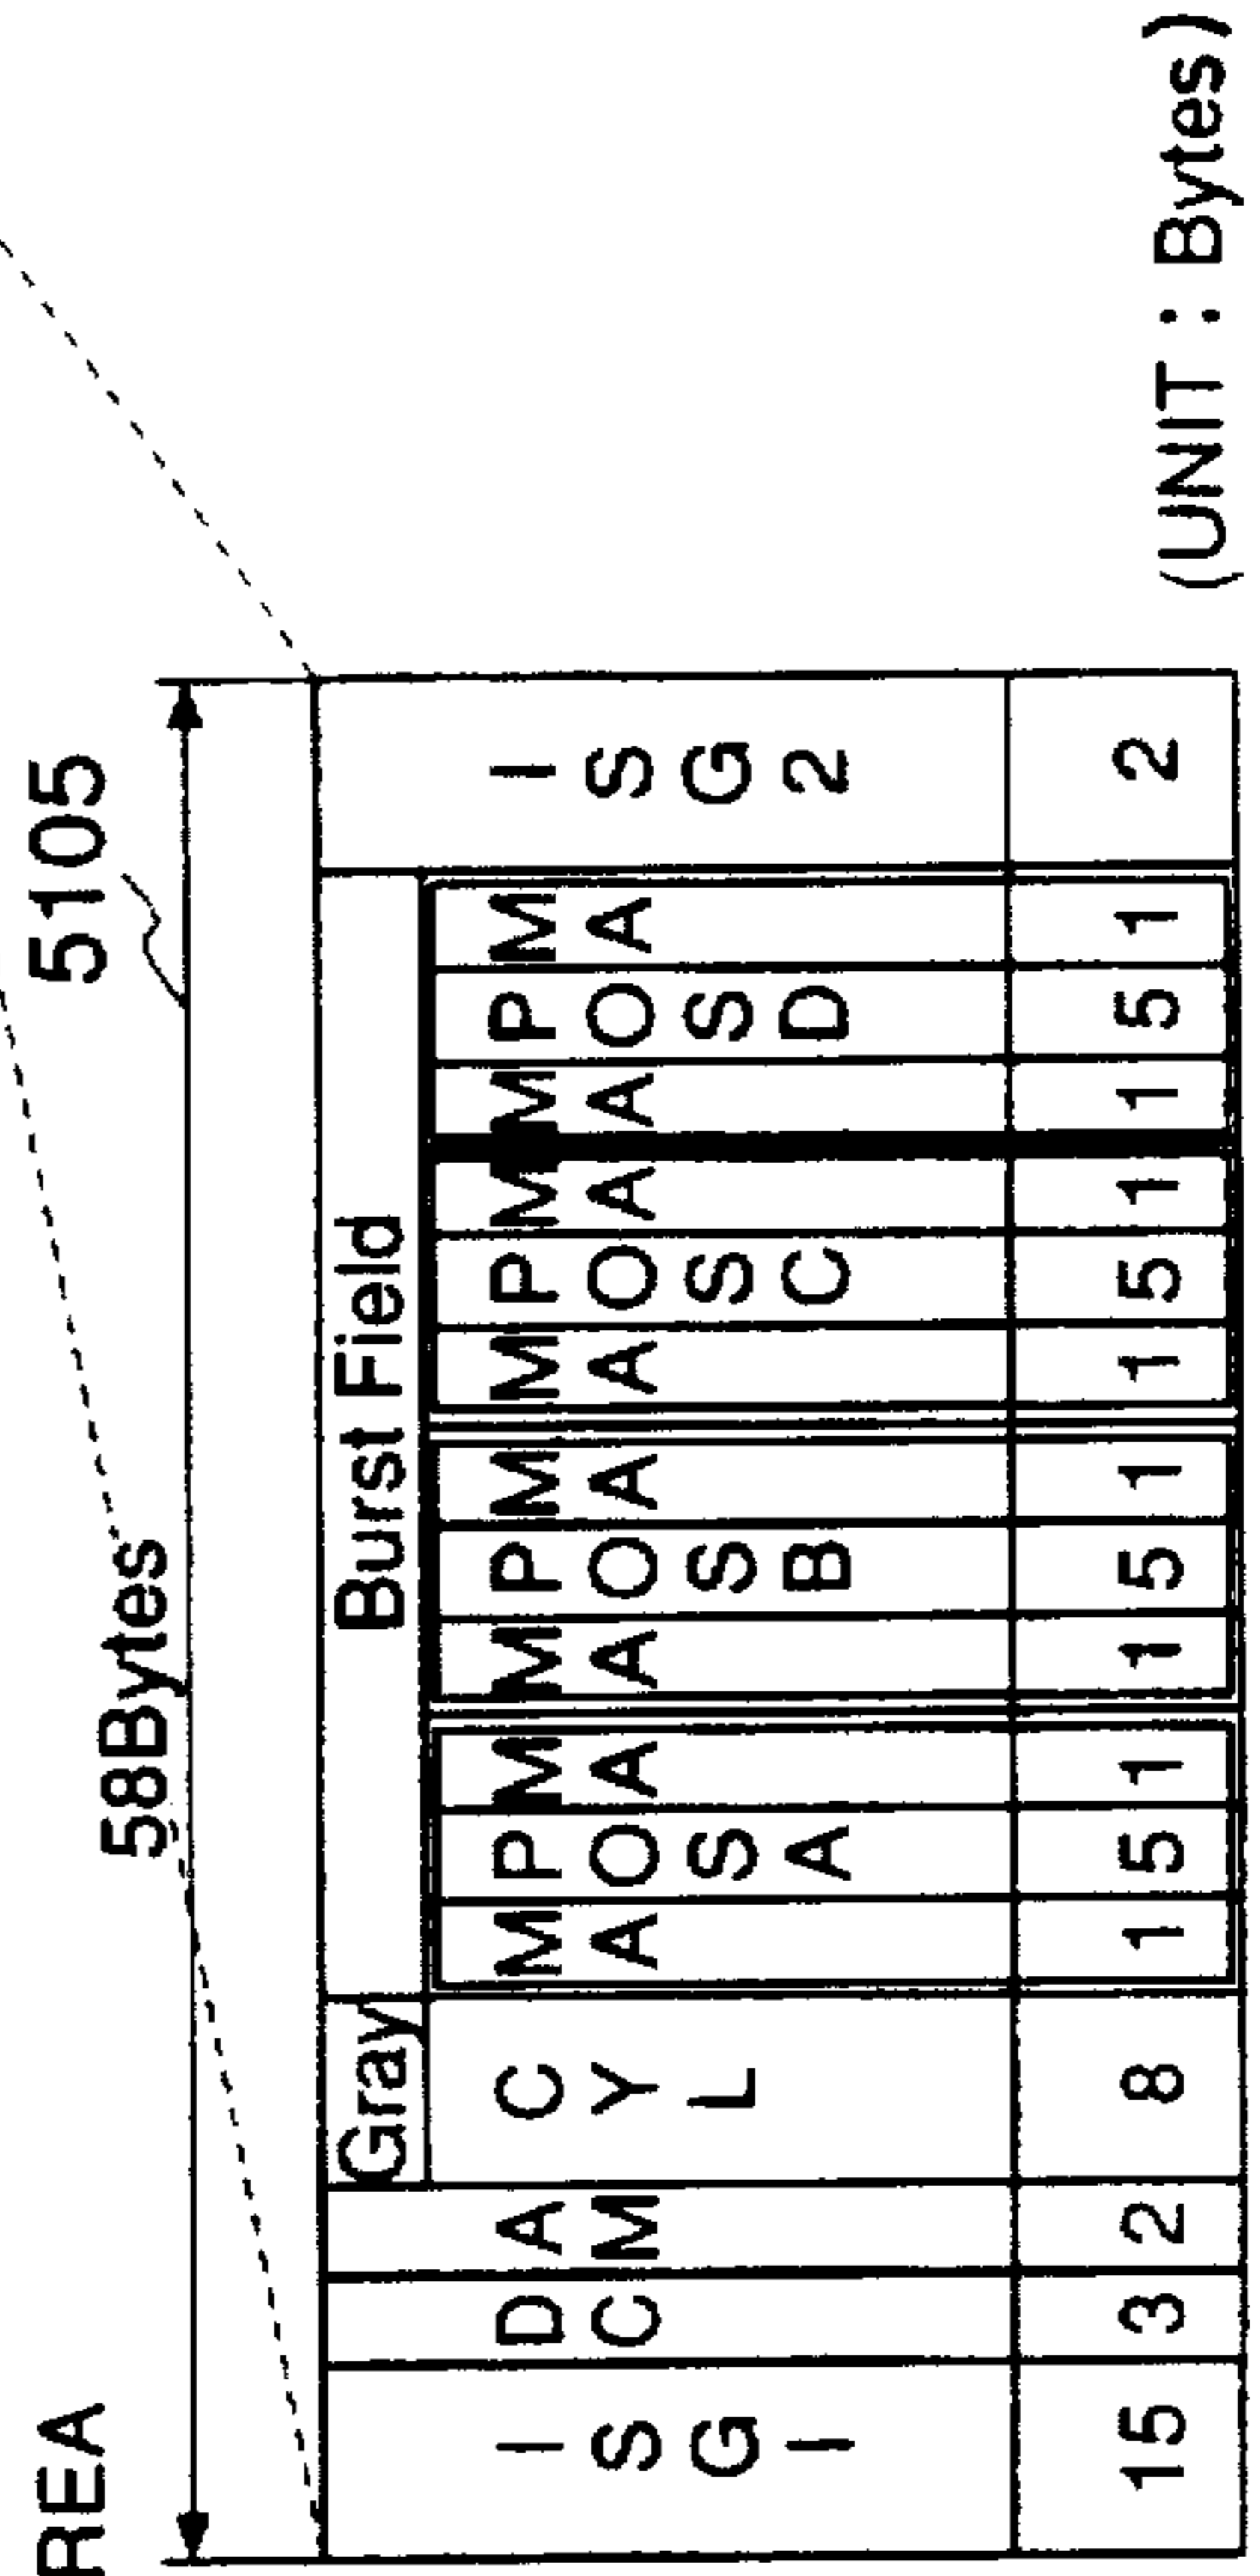 REA
58Bytes
5105
Gray
Burst Field
ISGI
DC
AM
CYL
MA
POSA
MA
MA
POSB
MA
MA
POSC
MA
MA
POSD
MA
ISG2
15 3 2 8 1 5 1 1 5 1 1 5 1 1 5 1 2
(UNIT : Bytes)